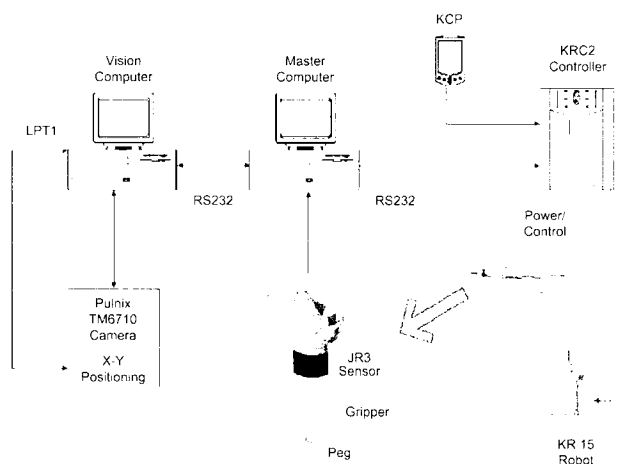 KCP
Vision
Computer
Master
Computer
KRC2
Controller
LPT1
RS232
RS232
Power/
Control
Pulnix
TM6710
Camera
X-Y
Positioning
JR3
Sensor
Gripper
Peg
KR 15
Robot